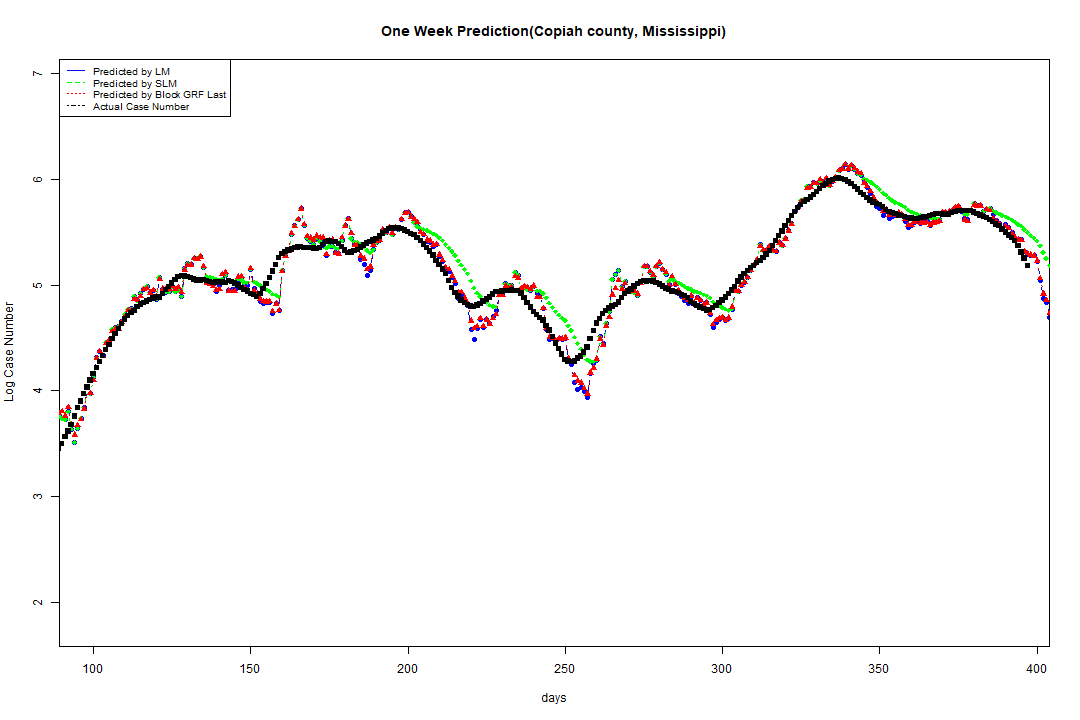 One Week Prediction(Copiah county, Mississippi)
Predicted by LM
Predicted by SLM
Predicted by Block GRF Last
Actual Case Number
7
6
5
4
3
2
Log Case Number
100 150 200 250 300 350 400
days